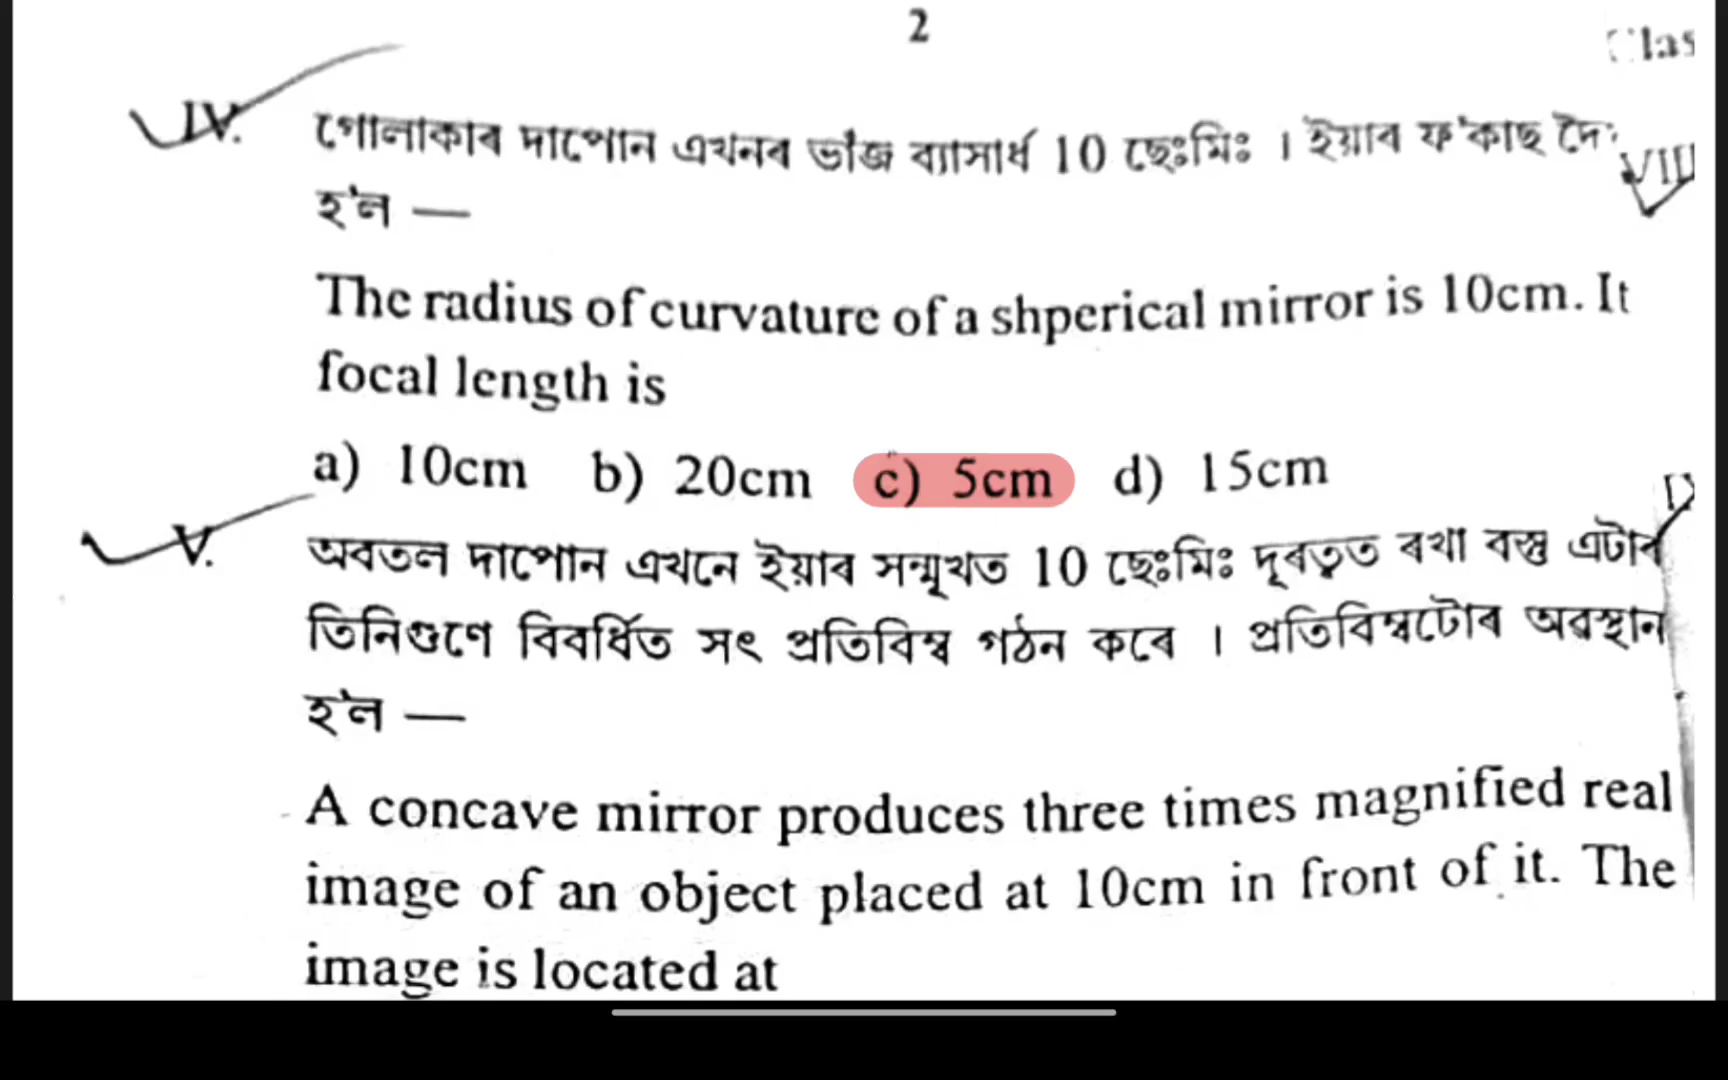 2
Clas
IV. গোলাকাৰ দাপোন এখনৰ ভাঁজ ব্যাসাৰ্ধ 10 ছেঃমিঃ । ইয়াৰ ফ'কাছ দৈ
VIII
হ'ল —
The radius of curvature of a shperical mirror is 10cm. It
focal length is
a) 10cm b) 20cm c) 5cm d) 15cm
V. অবতল দাপোন এখনে ইয়াৰ সন্মূখত 10 ছেঃমিঃ দূৰত্বত ৰখা বস্তু এটাৰ
তিনিগুণে বিবৰ্ধিত সৎ প্ৰতিবিম্ব গঠন কৰে । প্ৰতিবিম্বটোৰ অৱস্থান
হ'ল —
A concave mirror produces three times magnified real
image of an object placed at 10cm in front of it. The
image is located at